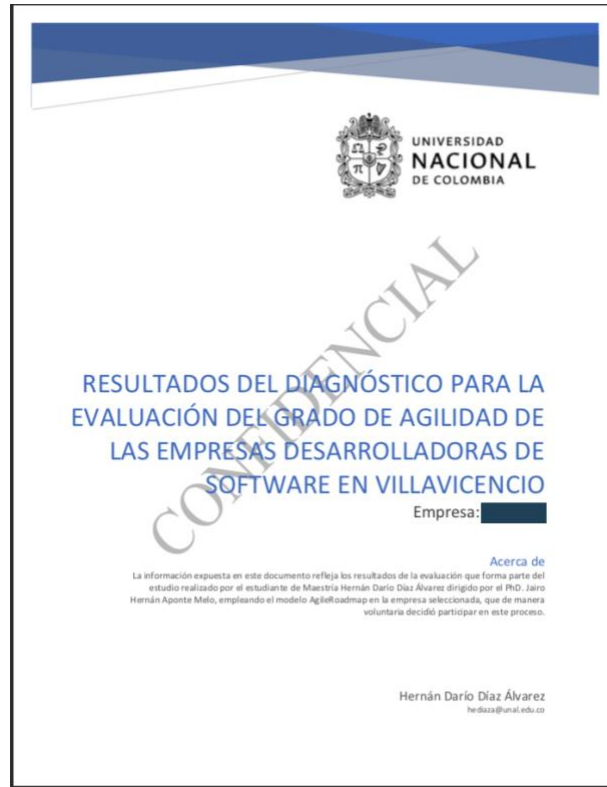 UNIVERSIDAD
NACIONAL
DE COLOMBIA
CONFIDENCIAL
RESULTADOS DEL DIAGNÓSTICO PARA LA
EVALUACIÓN DEL GRADO DE AGILIDAD DE
LAS EMPRESAS DESARROLLADORAS DE
SOFTWARE EN VILLAVICENCIO
Empresa:
Acerca de
La información expuesta en este documento refleja los resultados de la evaluación que forma parte del
estudio realizado por el estudiante de Maestría Hernán Darío Díaz Álvarez dirigido por el PhD. Jairo
Hernán Aponte Melo, empleando el modelo AgileRoadmap en la empresa seleccionada, que de manera
voluntaria decidió participar en este proceso.
Hernán Darío Díaz Álvarez
hediaza@unal.edu.co